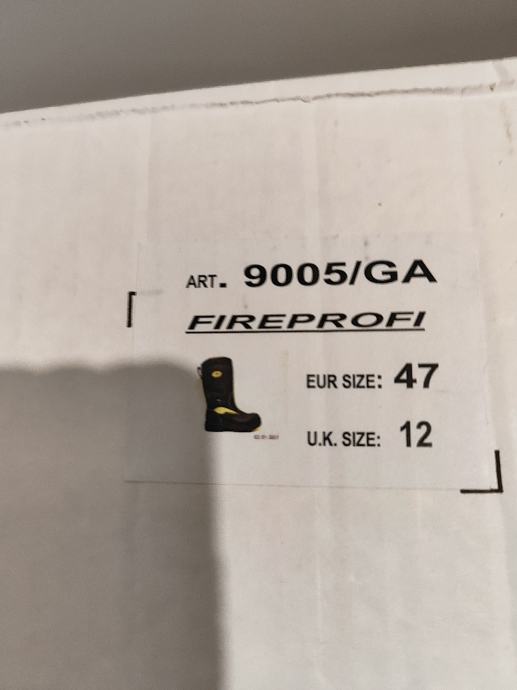 ART. 9005/GA
FIREPROFI
EUR SIZE: 47
U.K. SIZE: 12